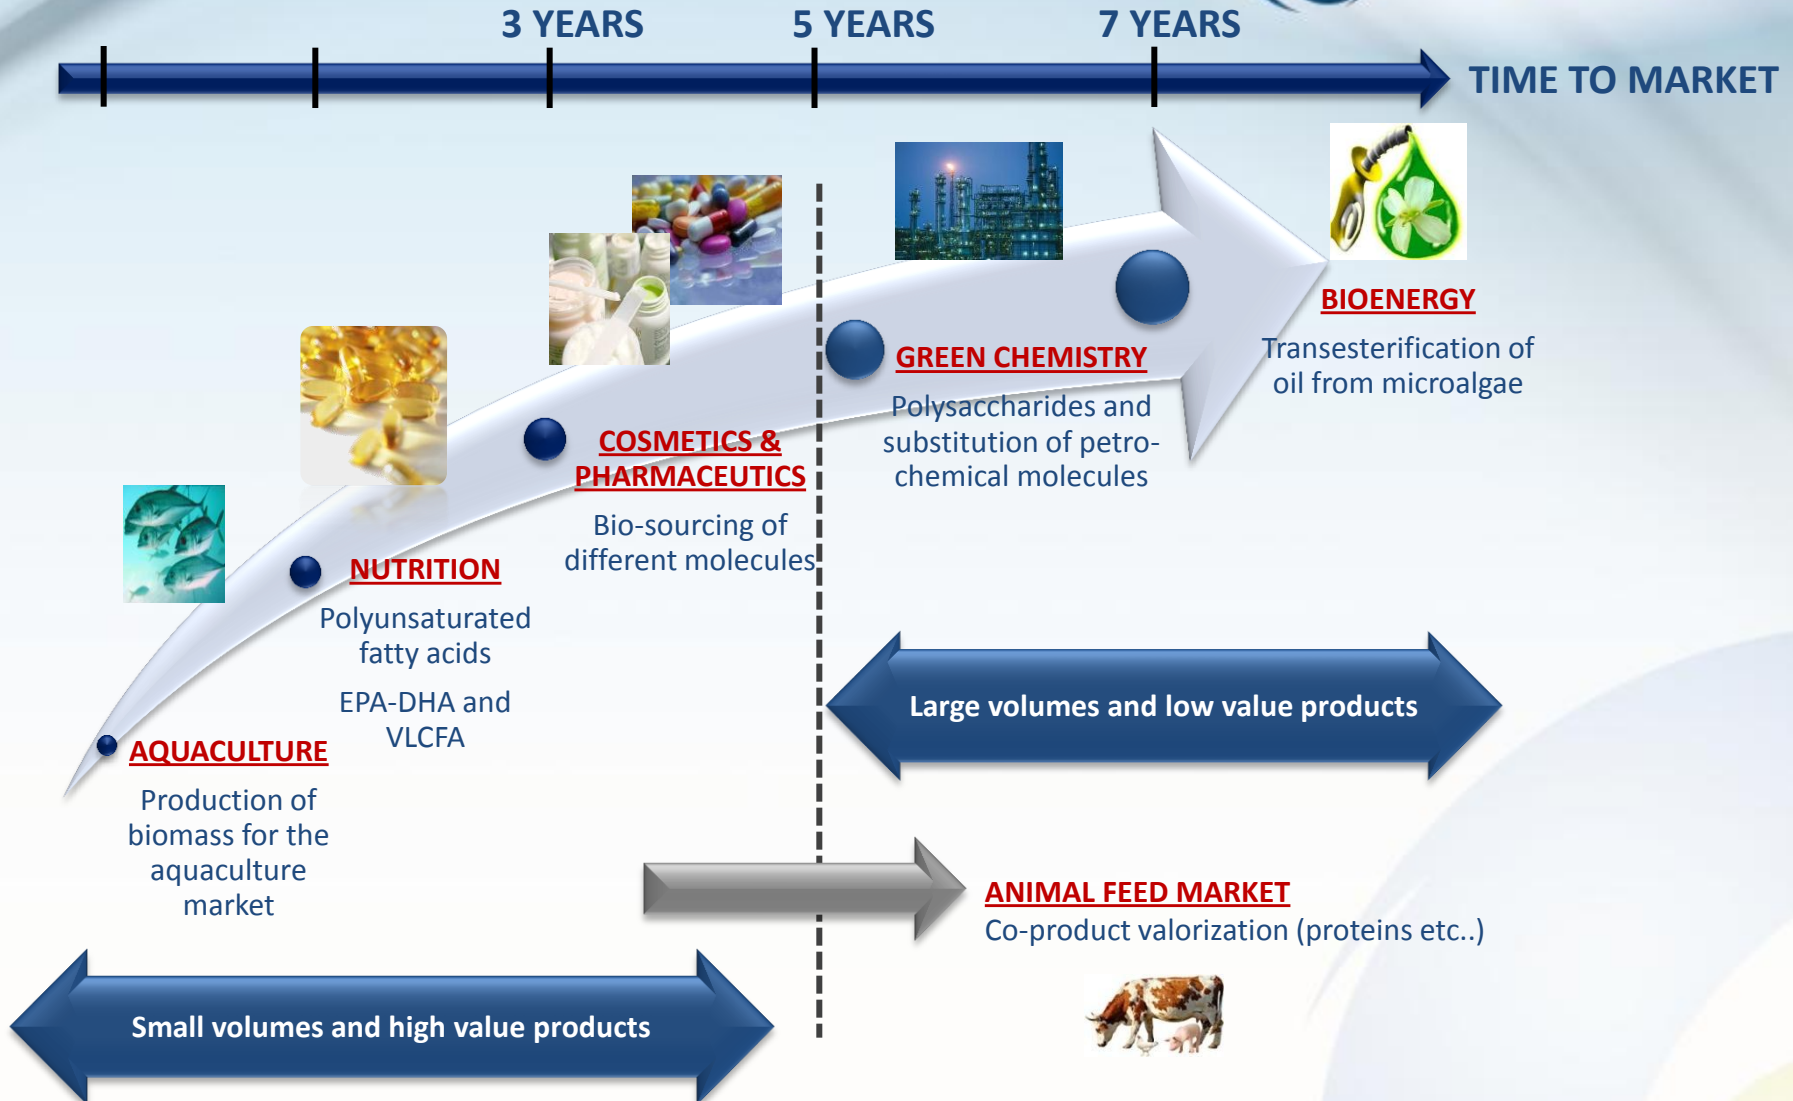 3 YEARS
5 YEARS
7 YEARS
TIME TO MARKET
BIOENERGY
Transesterification of
oil from microalgae
GREEN CHEMISTRY
Polysaccharides and
substitution of petro-
chemical molecules
COSMETICS &
PHARMACEUTICS
Bio-sourcing of
different molecules
NUTRITION
Polyunsaturated
fatty acids
EPA-DHA and
VLCFA
AQUACULTURE
Production of
biomass for the
aquaculture
market
Large volumes and low value products
ANIMAL FEED MARKET
Co-product valorization (proteins etc..)
Small volumes and high value products